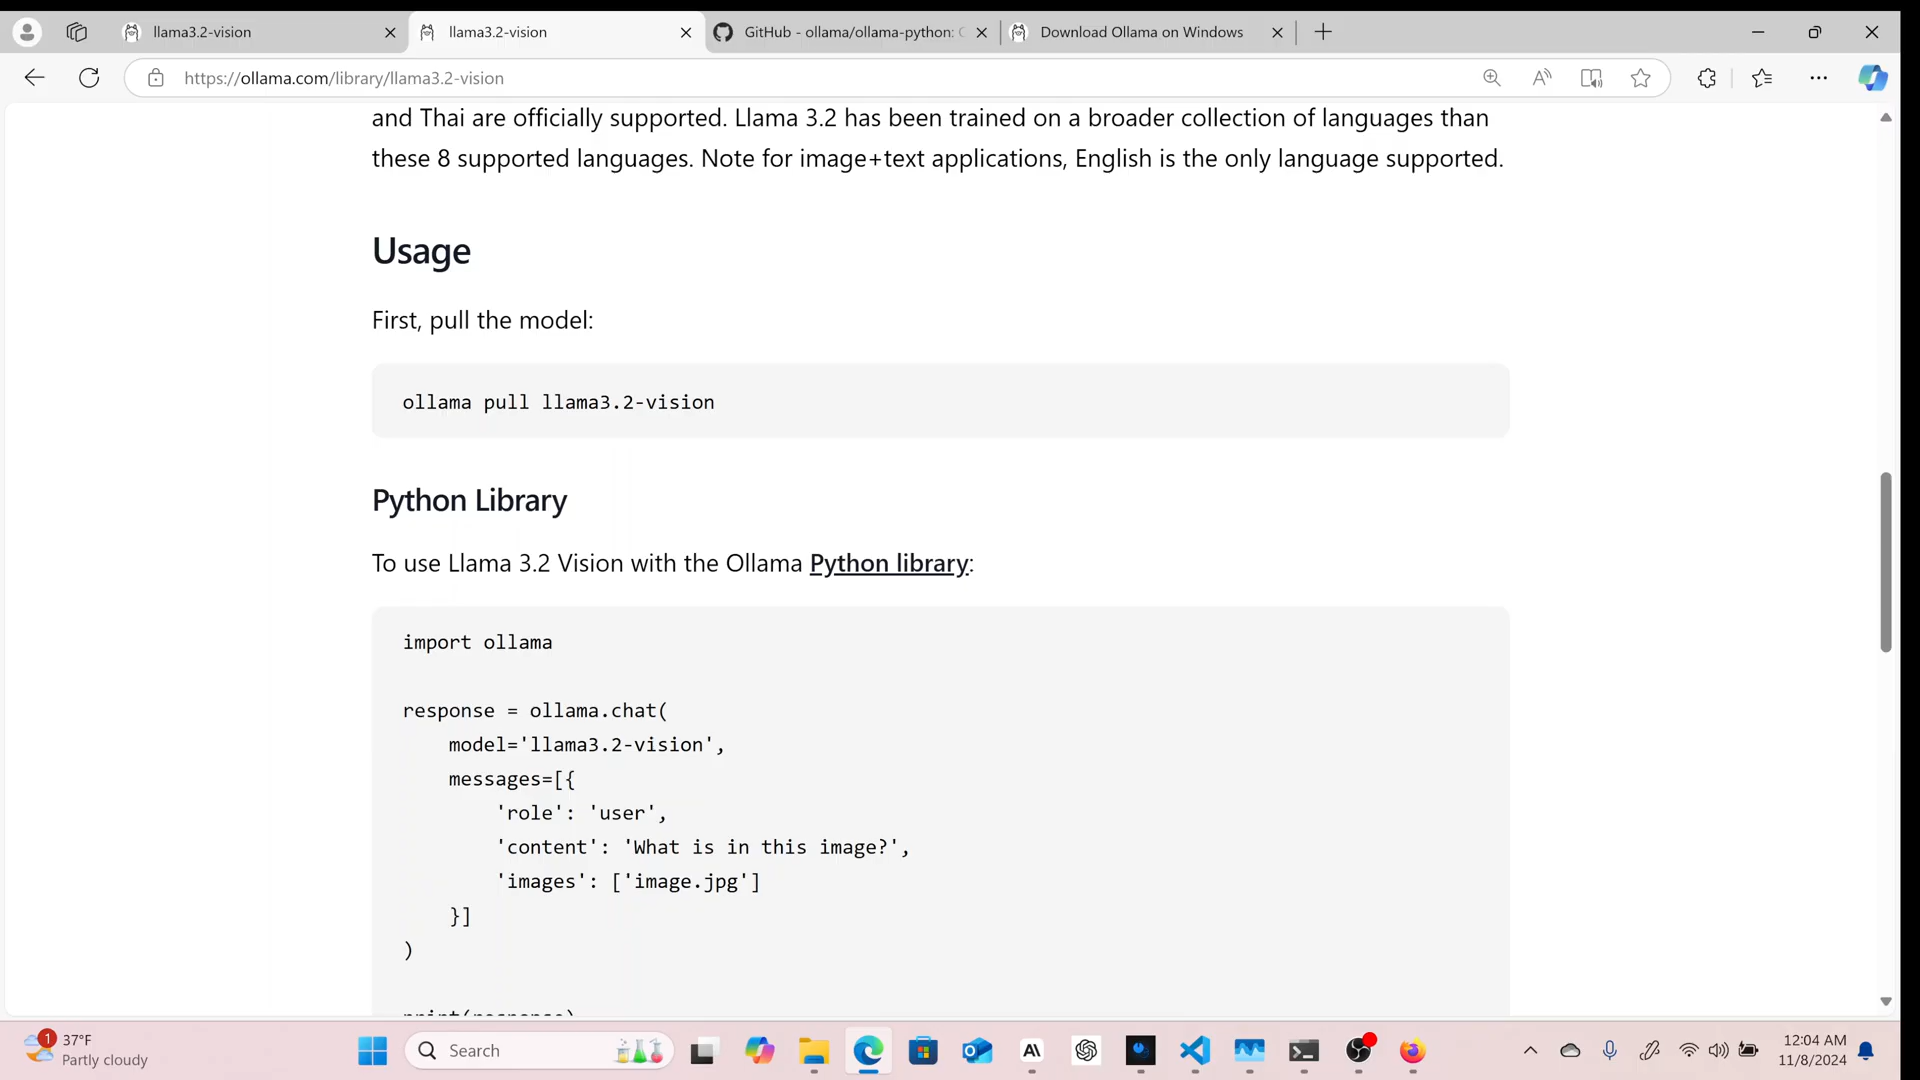 llama3.2-vision
llama3.2-vision
GitHub - ollama/ollama-python:
Download Ollama on Windows
https://ollama.com/library/llama3.2-vision
and Thai are officially supported. Llama 3.2 has been trained on a broader collection of languages than
these 8 supported languages. Note for image+text applications, English is the only language supported.
Usage
First, pull the model:
ollama pull llama3.2-vision
Python Library
To use Llama 3.2 Vision with the Ollama Python library:
import ollama
response = ollama.chat(
    model='llama3.2-vision',
    messages=[{
        'role': 'user',
        'content': 'What is in this image?',
        'images': ['image.jpg']
    }]
)
print(response)
1
37°F
Partly cloudy
Search
12:04 AM
11/8/2024